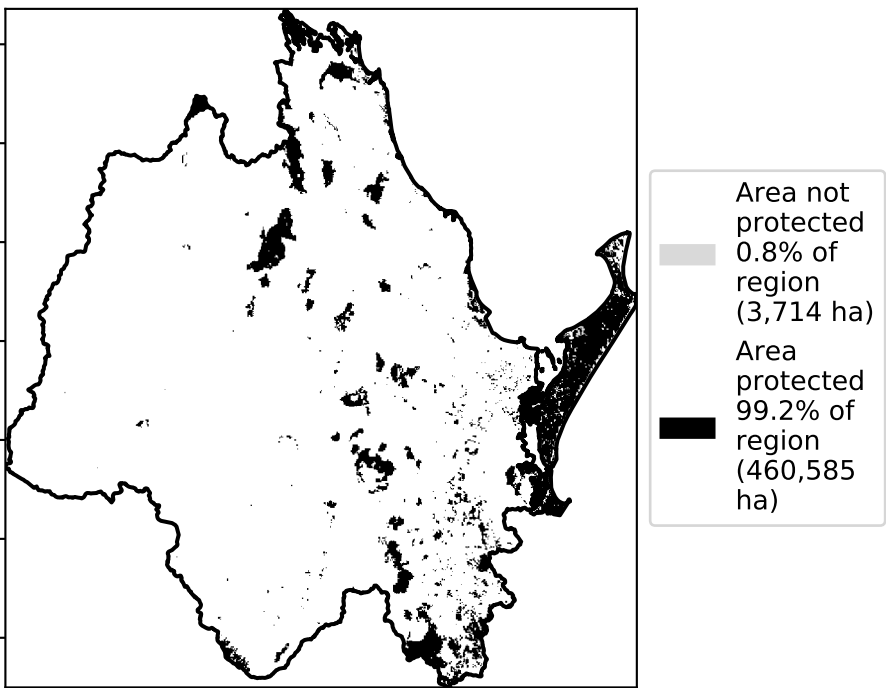 Area not
protected
0.8% of
region
(3,714 ha)
Area
protected
99.2% of
region
(460,585
ha)